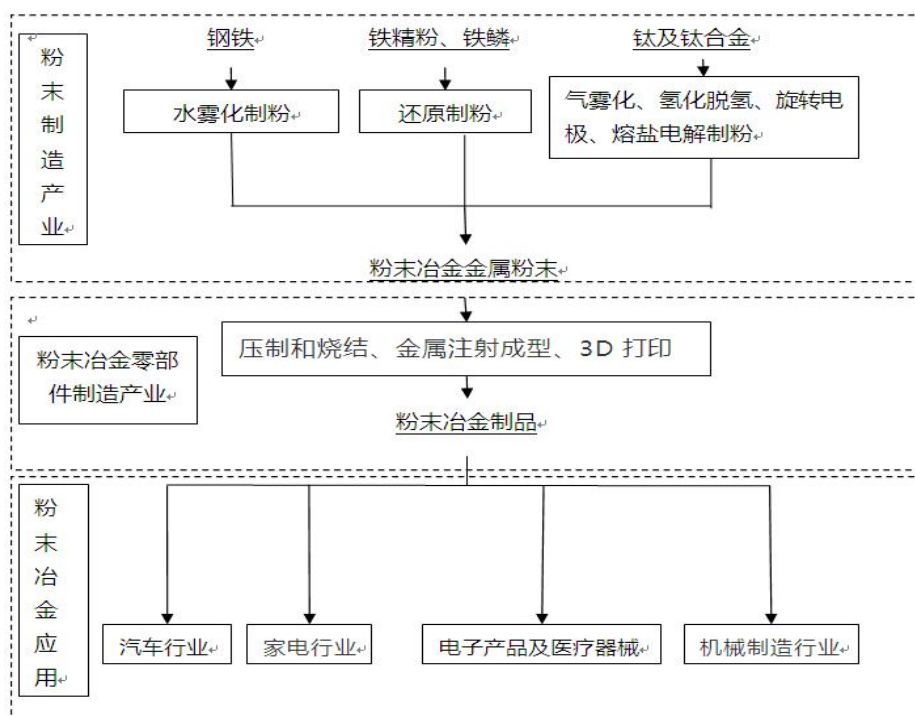 粉
末
制
造
产
业
钢铁
铁精粉、铁鳞
钛及钛合金
水雾化制粉
还原制粉
气雾化、氢化脱氢、旋转电
极、熔盐电解制粉
粉末冶金金属粉末
粉末冶金零部
件制造产业
压制和烧结、金属注射成型、3D 打印
粉末冶金制品
粉
末
冶
金
应
用
汽车行业
家电行业
电子产品及医疗器械
机械制造行业